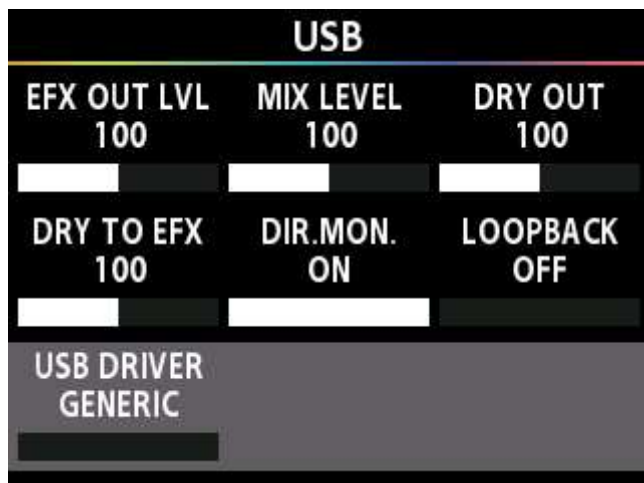 USB
EFX OUT LVL
100
MIX LEVEL
100
DRY OUT
100
DRY TO EFX
100
DIR.MON.
ON
LOOPBACK
OFF
USB DRIVER
GENERIC